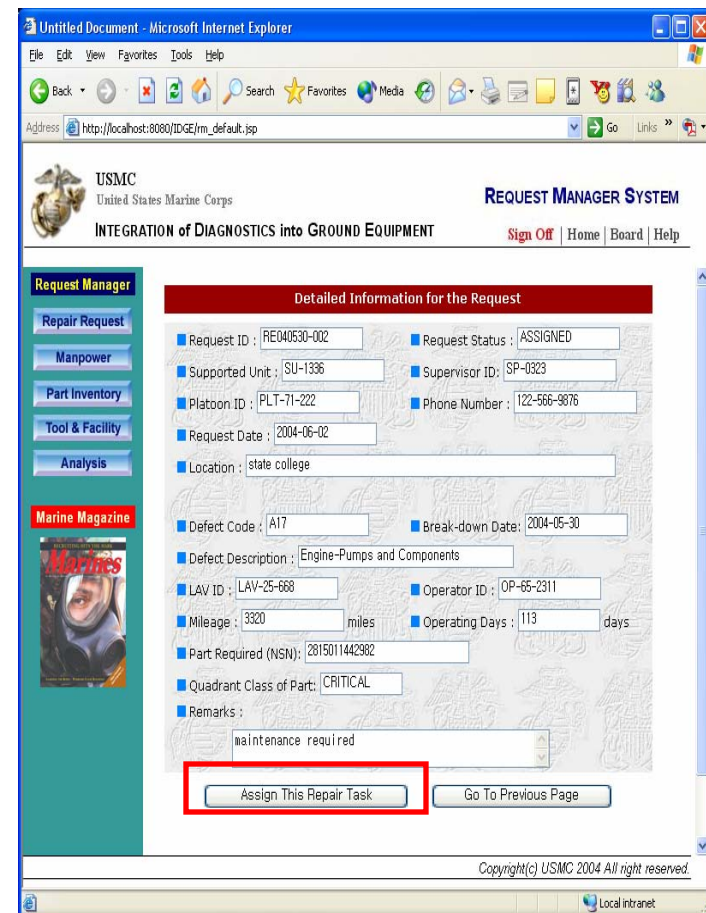 Untitled Document - Microsoft Internet Explorer
File Edit View Favorites Tools Help
Back Search Favorites Media
Address http://localhost:8080/IDGE/rm_default.jsp Go Links »
USMC
United States Marine Corps
REQUEST MANAGER SYSTEM
INTEGRATION of DIAGNOSTICS into GROUND EQUIPMENT
Sign Off | Home | Board | Help
Request Manager
Repair Request
Manpower
Part Inventory
Tool & Facility
Analysis
Marine Magazine
Marines
Detailed Information for the Request
Request ID : RE040530-002 Request Status : ASSIGNED
Supported Unit : SU-1336 Supervisor ID: SP-0323
Platoon ID : PLT-71-222 Phone Number : 122-566-9876
Request Date : 2004-06-02
Location : state college
Defect Code : A17 Break-down Date: 2004-05-30
Defect Description : Engine-Pumps and Components
LAV ID : LAV-25-668 Operator ID : OP-65-2311
Mileage : 3320 miles Operating Days : 113 days
Part Required (NSN): 2815011442982
Quadrant Class of Part: CRITICAL
Remarks :
maintenance required
Assign This Repair Task Go To Previous Page
Copyright(c) USMC 2004 All right reserved.
Local intranet